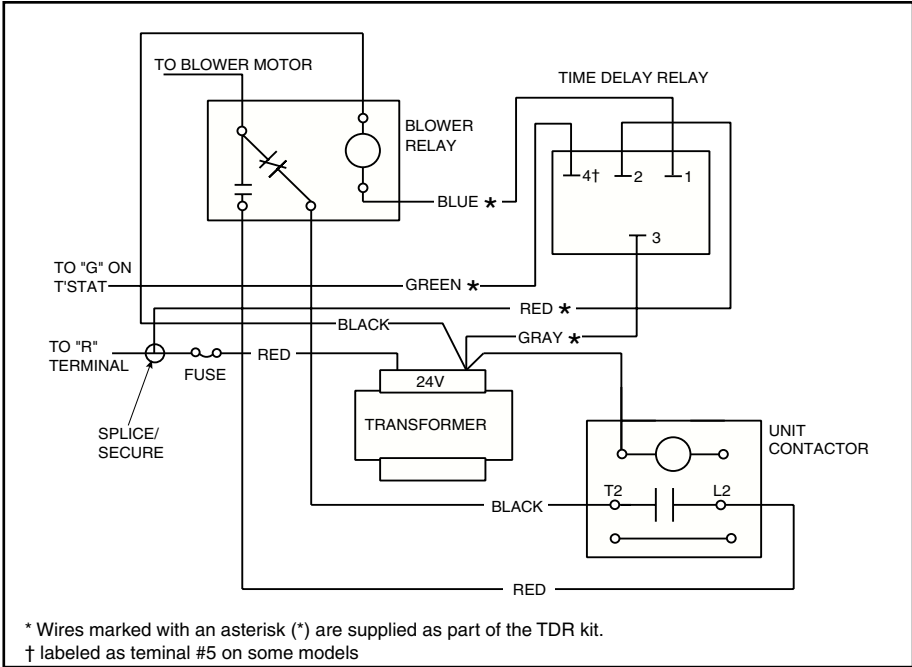 TO BLOWER MOTOR
TIME DELAY RELAY
BLOWER
RELAY
4†
2
1
3
BLUE *
TO "G" ON
T'STAT
GREEN *
RED *
BLACK
GRAY *
TO "R"
TERMINAL
FUSE
RED
24V
TRANSFORMER
SPLICE/
SECURE
UNIT
CONTACTOR
T2
L2
BLACK
RED
* Wires marked with an asterisk (*) are supplied as part of the TDR kit.
† labeled as teminal #5 on some models